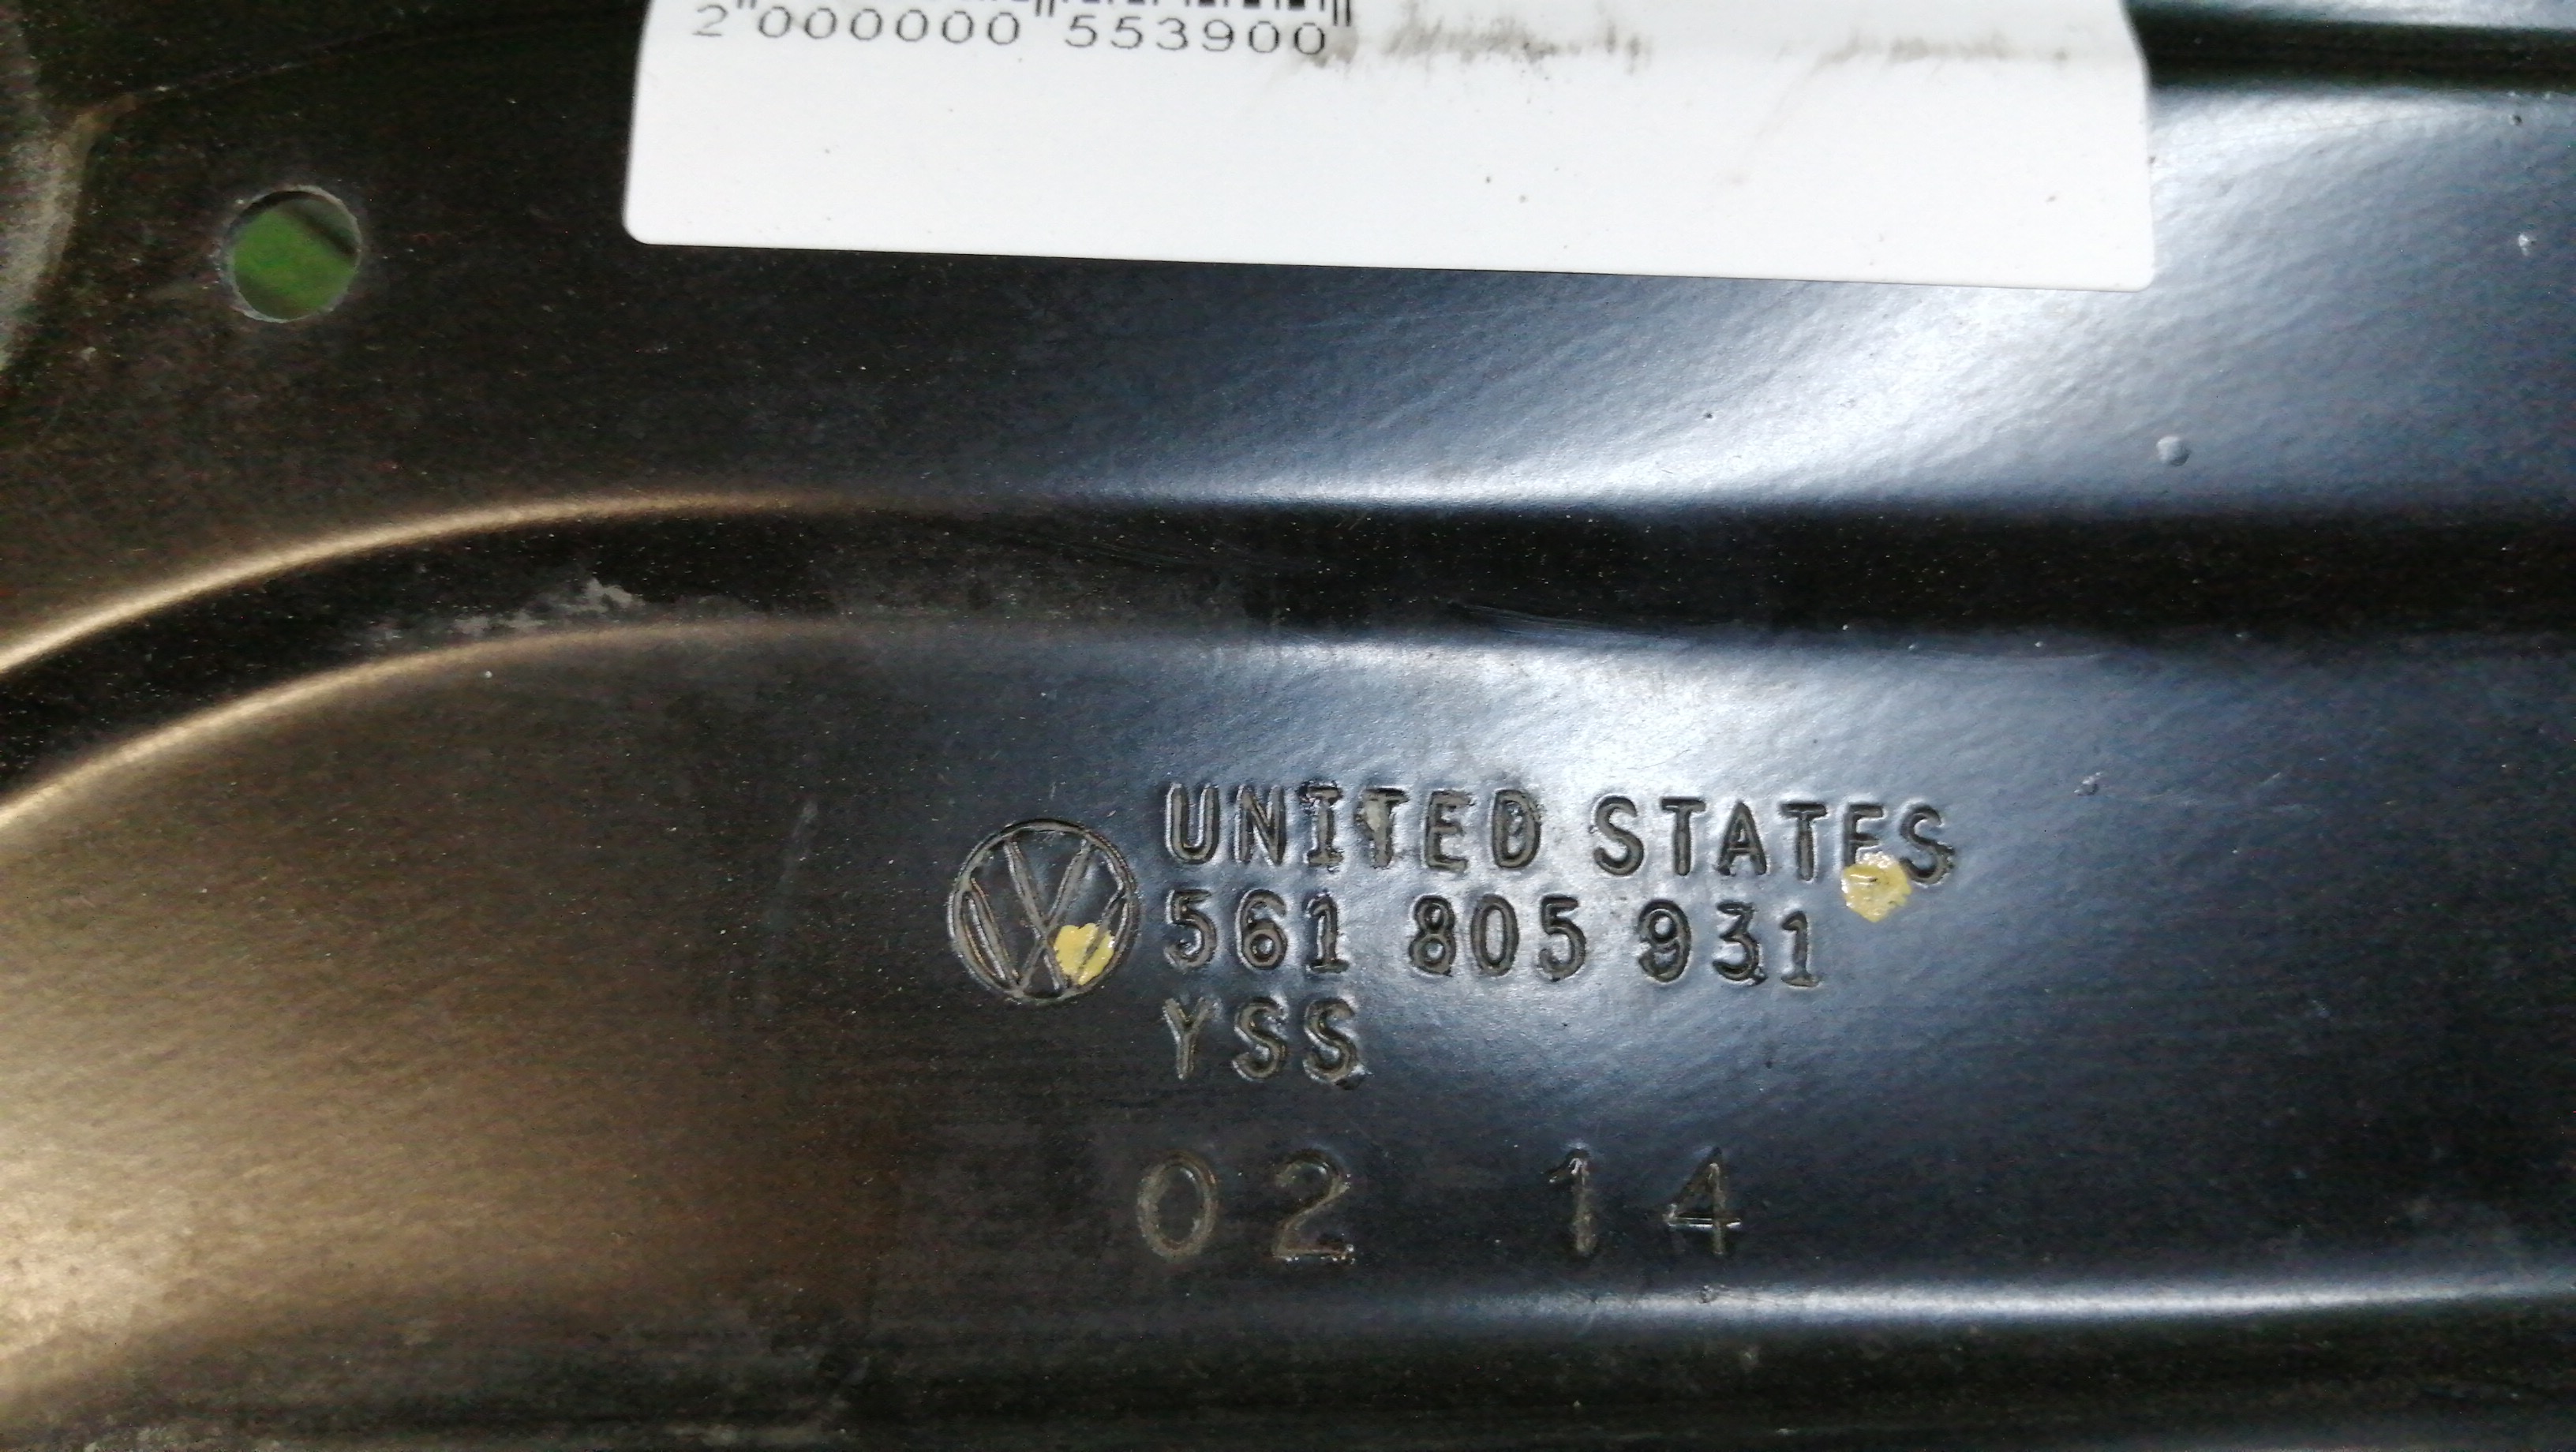 2 000000 553900
UNITED STATES
561 805 931
YSS
02 14